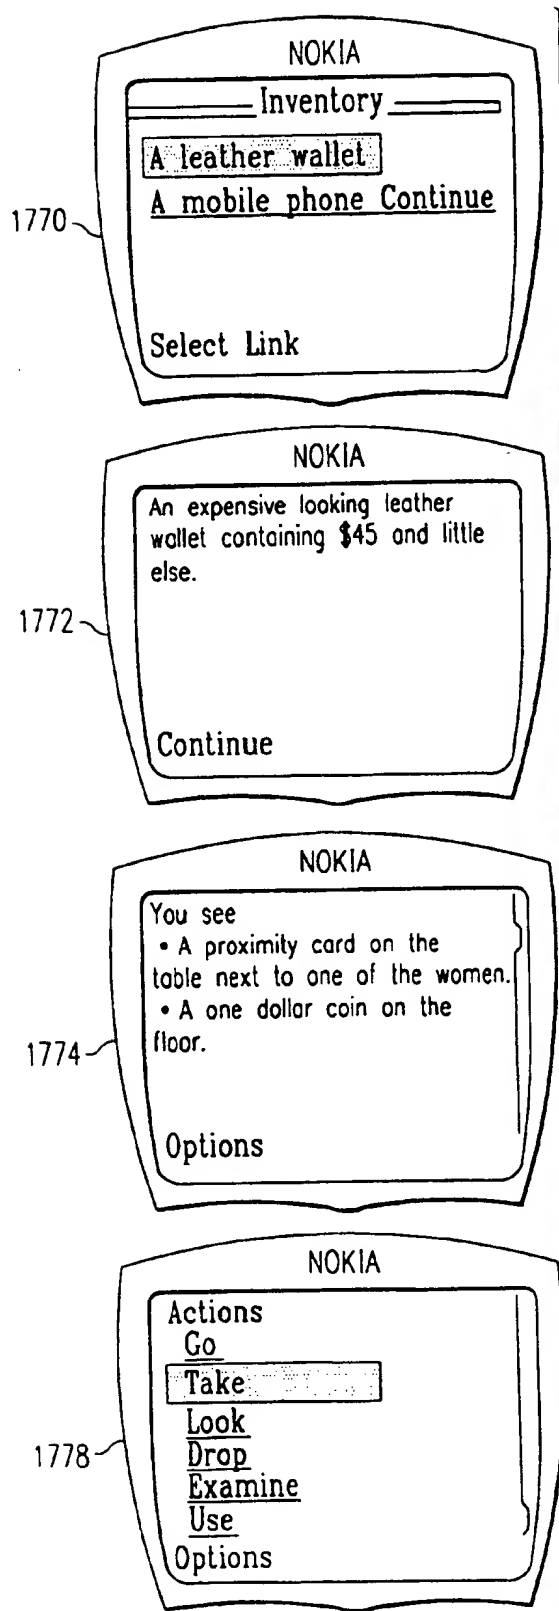 NOKIA
Inventory
A leather wallet
A mobile phone Continue
1770
Select Link
NOKIA
An expensive looking leather
wallet containing $45 and little
else.
1772
Continue
NOKIA
You see
• A proximity card on the
table next to one of the women.
• A one dollar coin on the
floor.
1774
Options
NOKIA
Actions
Go
Take
Look
Drop
1778
Examine
Use
Options